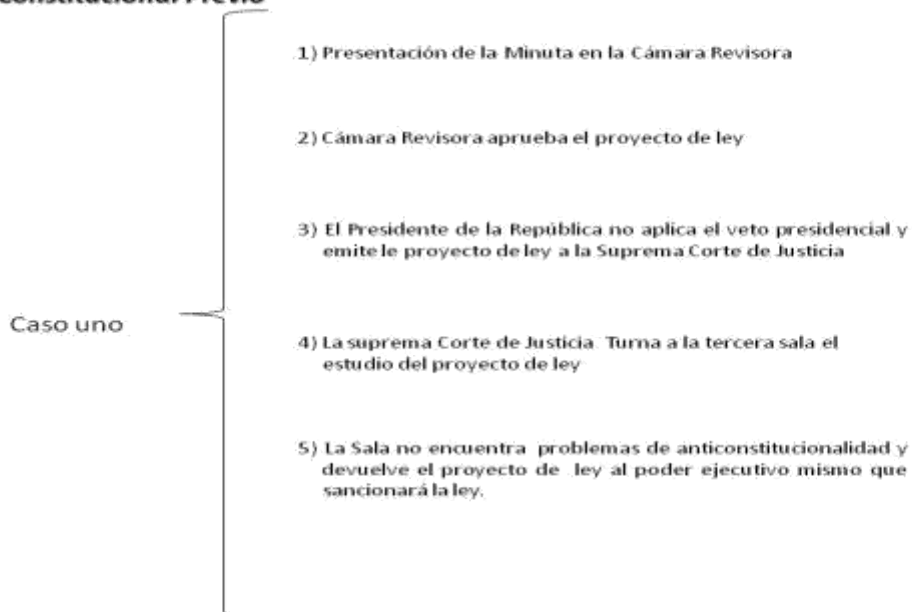 1) Presentación de la Minuta en la Cámara Revisora
2) Cámara Revisora aprueba el proyecto de ley
3) El Presidente de la República no aplica el veto presidencial y
emite le proyecto de ley a la Suprema Corte de Justicia
Caso uno
4) La suprema Corte de Justicia Turna a la tercera sala el
estudio del proyecto de ley
5) La Sala no encuentra problemas de anticonstitucionalidad y
devuelve el proyecto de ley al poder ejecutivo mismo que
sancionará la ley.